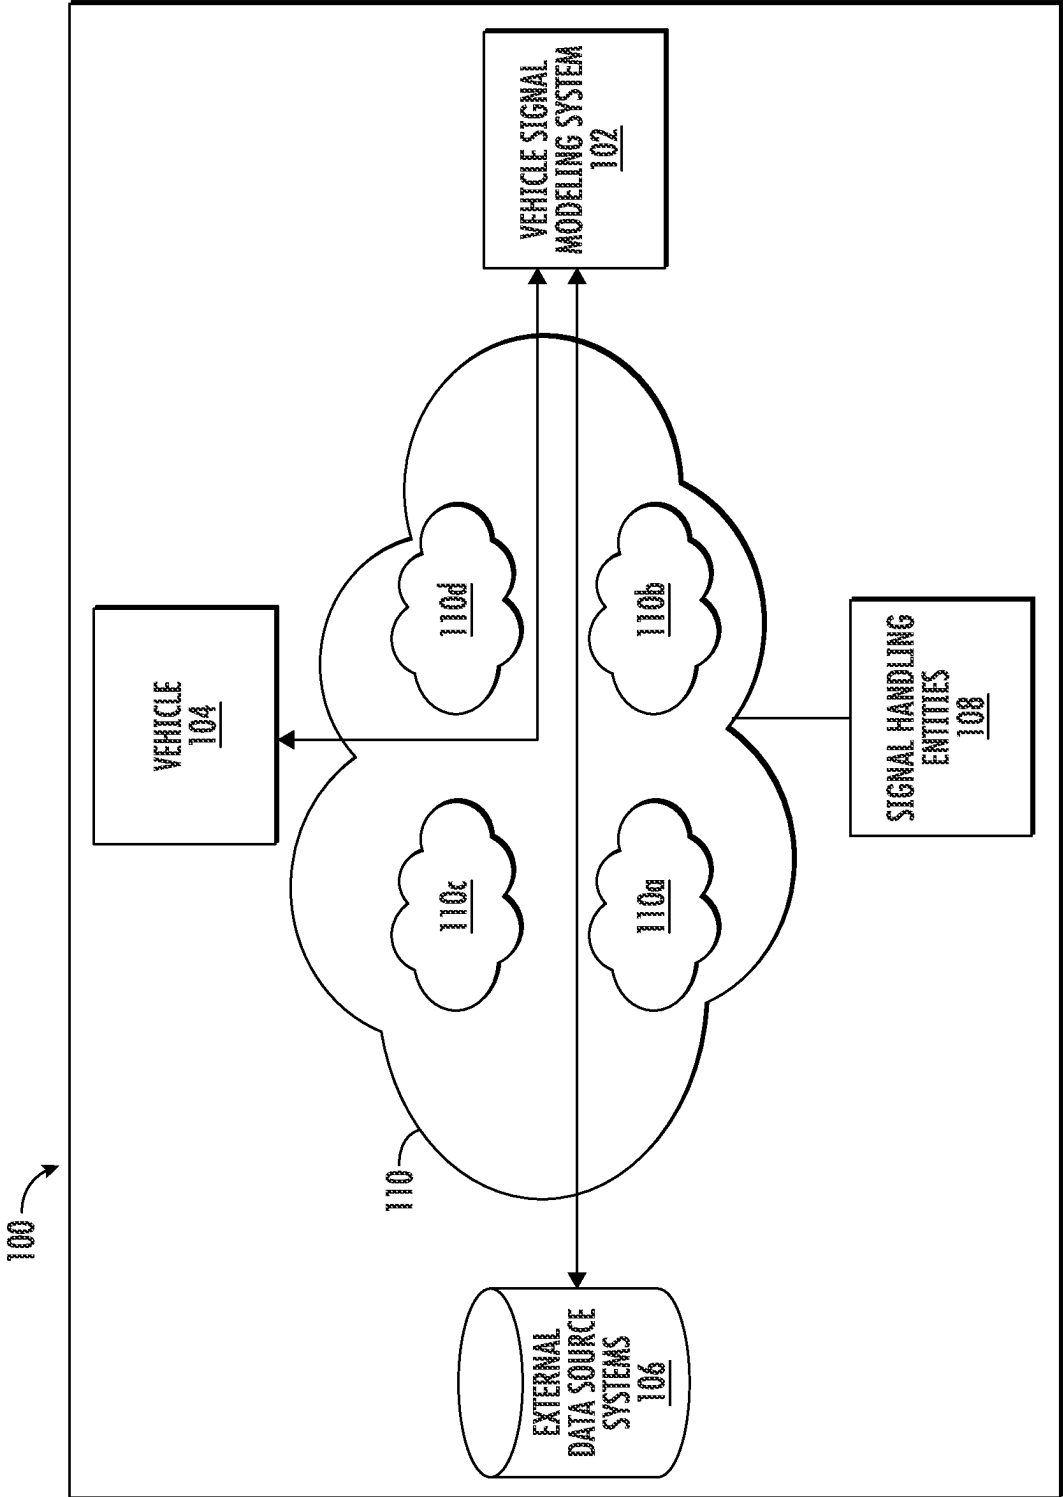 100
VEHICLE
104
EXTERNAL
DATA SOURCE
SYSTEMS
106
110
110c
110d
110a
110b
VEHICLE SIGNAL
MODELING SYSTEM
102
SIGNAL HANDLING
ENTITIES
108